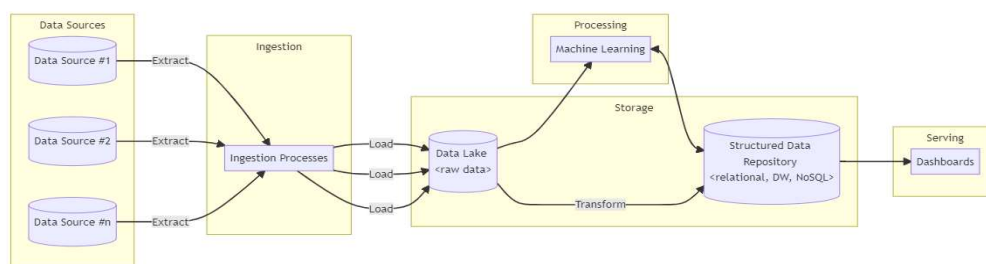 Data Sources
Data Source #1
Data Source #2
Data Source #n
Extract
Extract
Extract
Ingestion
Ingestion Processes
Load
Load
Load
Processing
Machine Learning
Storage
Data Lake
<raw data>
Transform
Structured Data
Repository
<relational, DW, NoSQL>
Serving
Dashboards